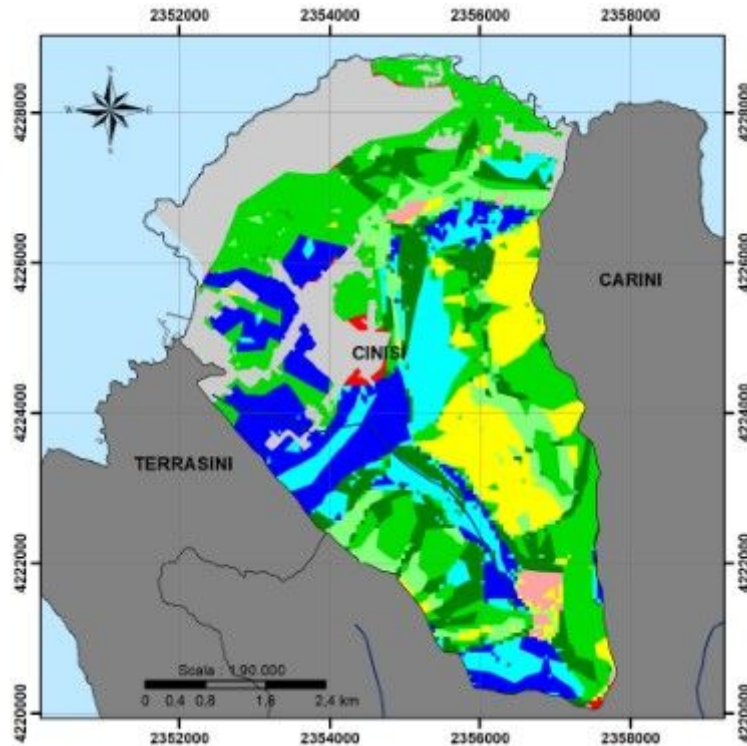 2352000 2354000 2356000 2358000
4228000 4228000
N
W E
S
4226000 4226000
CARINI
CINISI
4224000 4224000
TERRASINI
4222000 4222000
Scala : 1:90.000
0 0.4 0.8 1.6 2.4 km
4220000 4220000
2352000 2354000 2356000 2358000